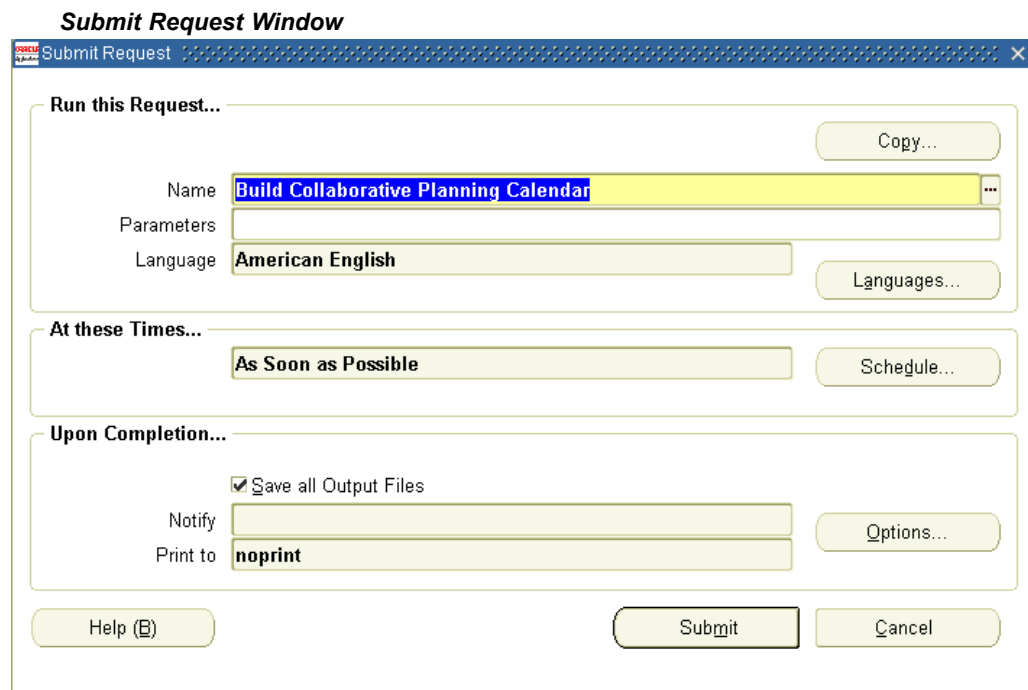 Submit Request Window
ORACLE
Applications
Submit Request
Run this Request...
Copy...
Name Build Collaborative Planning Calendar ...
Parameters
Language American English
Languages...
At these Times...
As Soon as Possible Schedule...
Upon Completion...
Save all Output Files
Notify
Options...
Print to noprint
Help (B) Submit Cancel